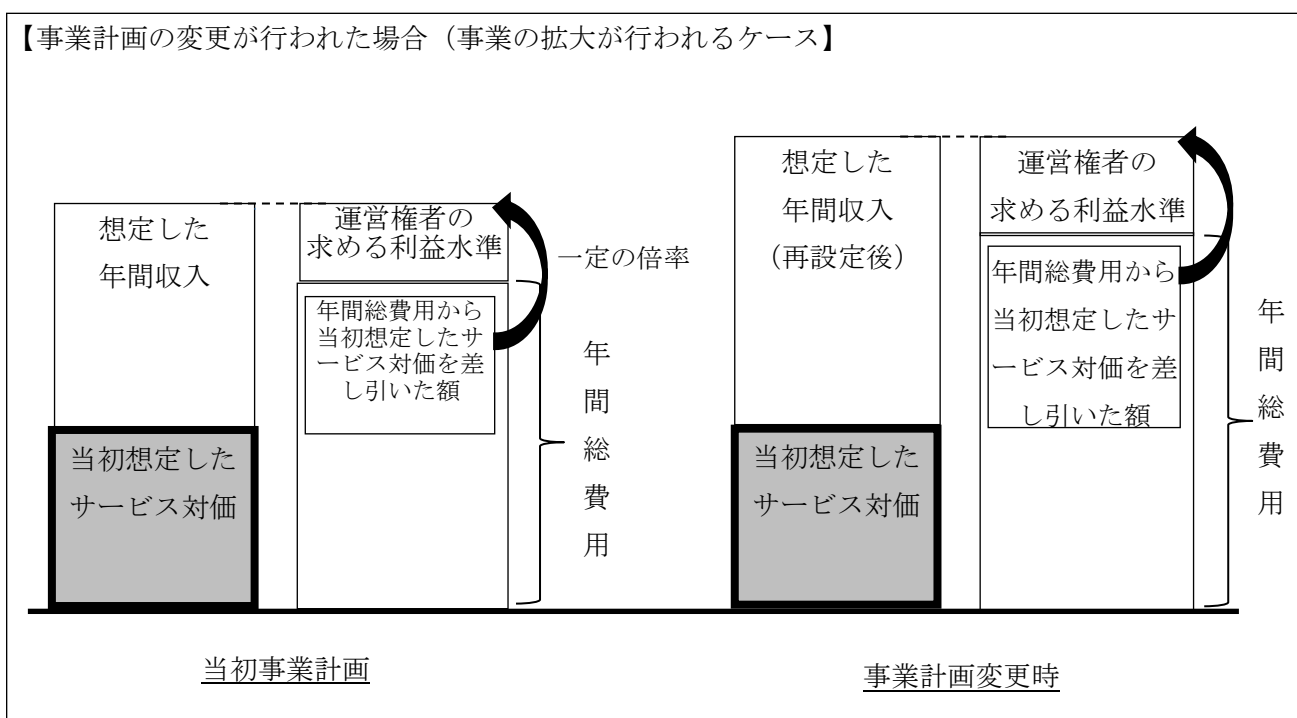 【事業計画の変更が行われた場合（事業の拡大が行われるケース】
想定した
年間収入
当初想定した
サービス対価
運営権者の
求める利益水準
年間総費用から
当初想定したサ
ービス対価を差
し引いた額
一定の倍率
年間総費用
当初事業計画
想定した
年間収入
（再設定後）
当初想定した
サービス対価
運営権者の
求める利益水準
年間総費用から
当初想定したサ
ービス対価を差
し引いた額
年間総費用
事業計画変更時